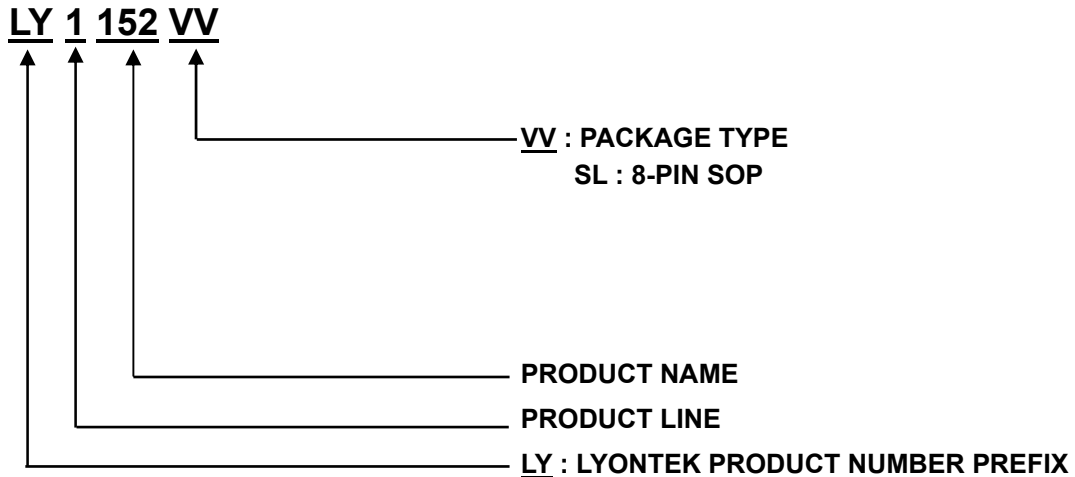 LY 1 152 VV
VV : PACKAGE TYPE
SL : 8-PIN SOP
PRODUCT NAME
PRODUCT LINE
LY : LYONTEK PRODUCT NUMBER PREFIX